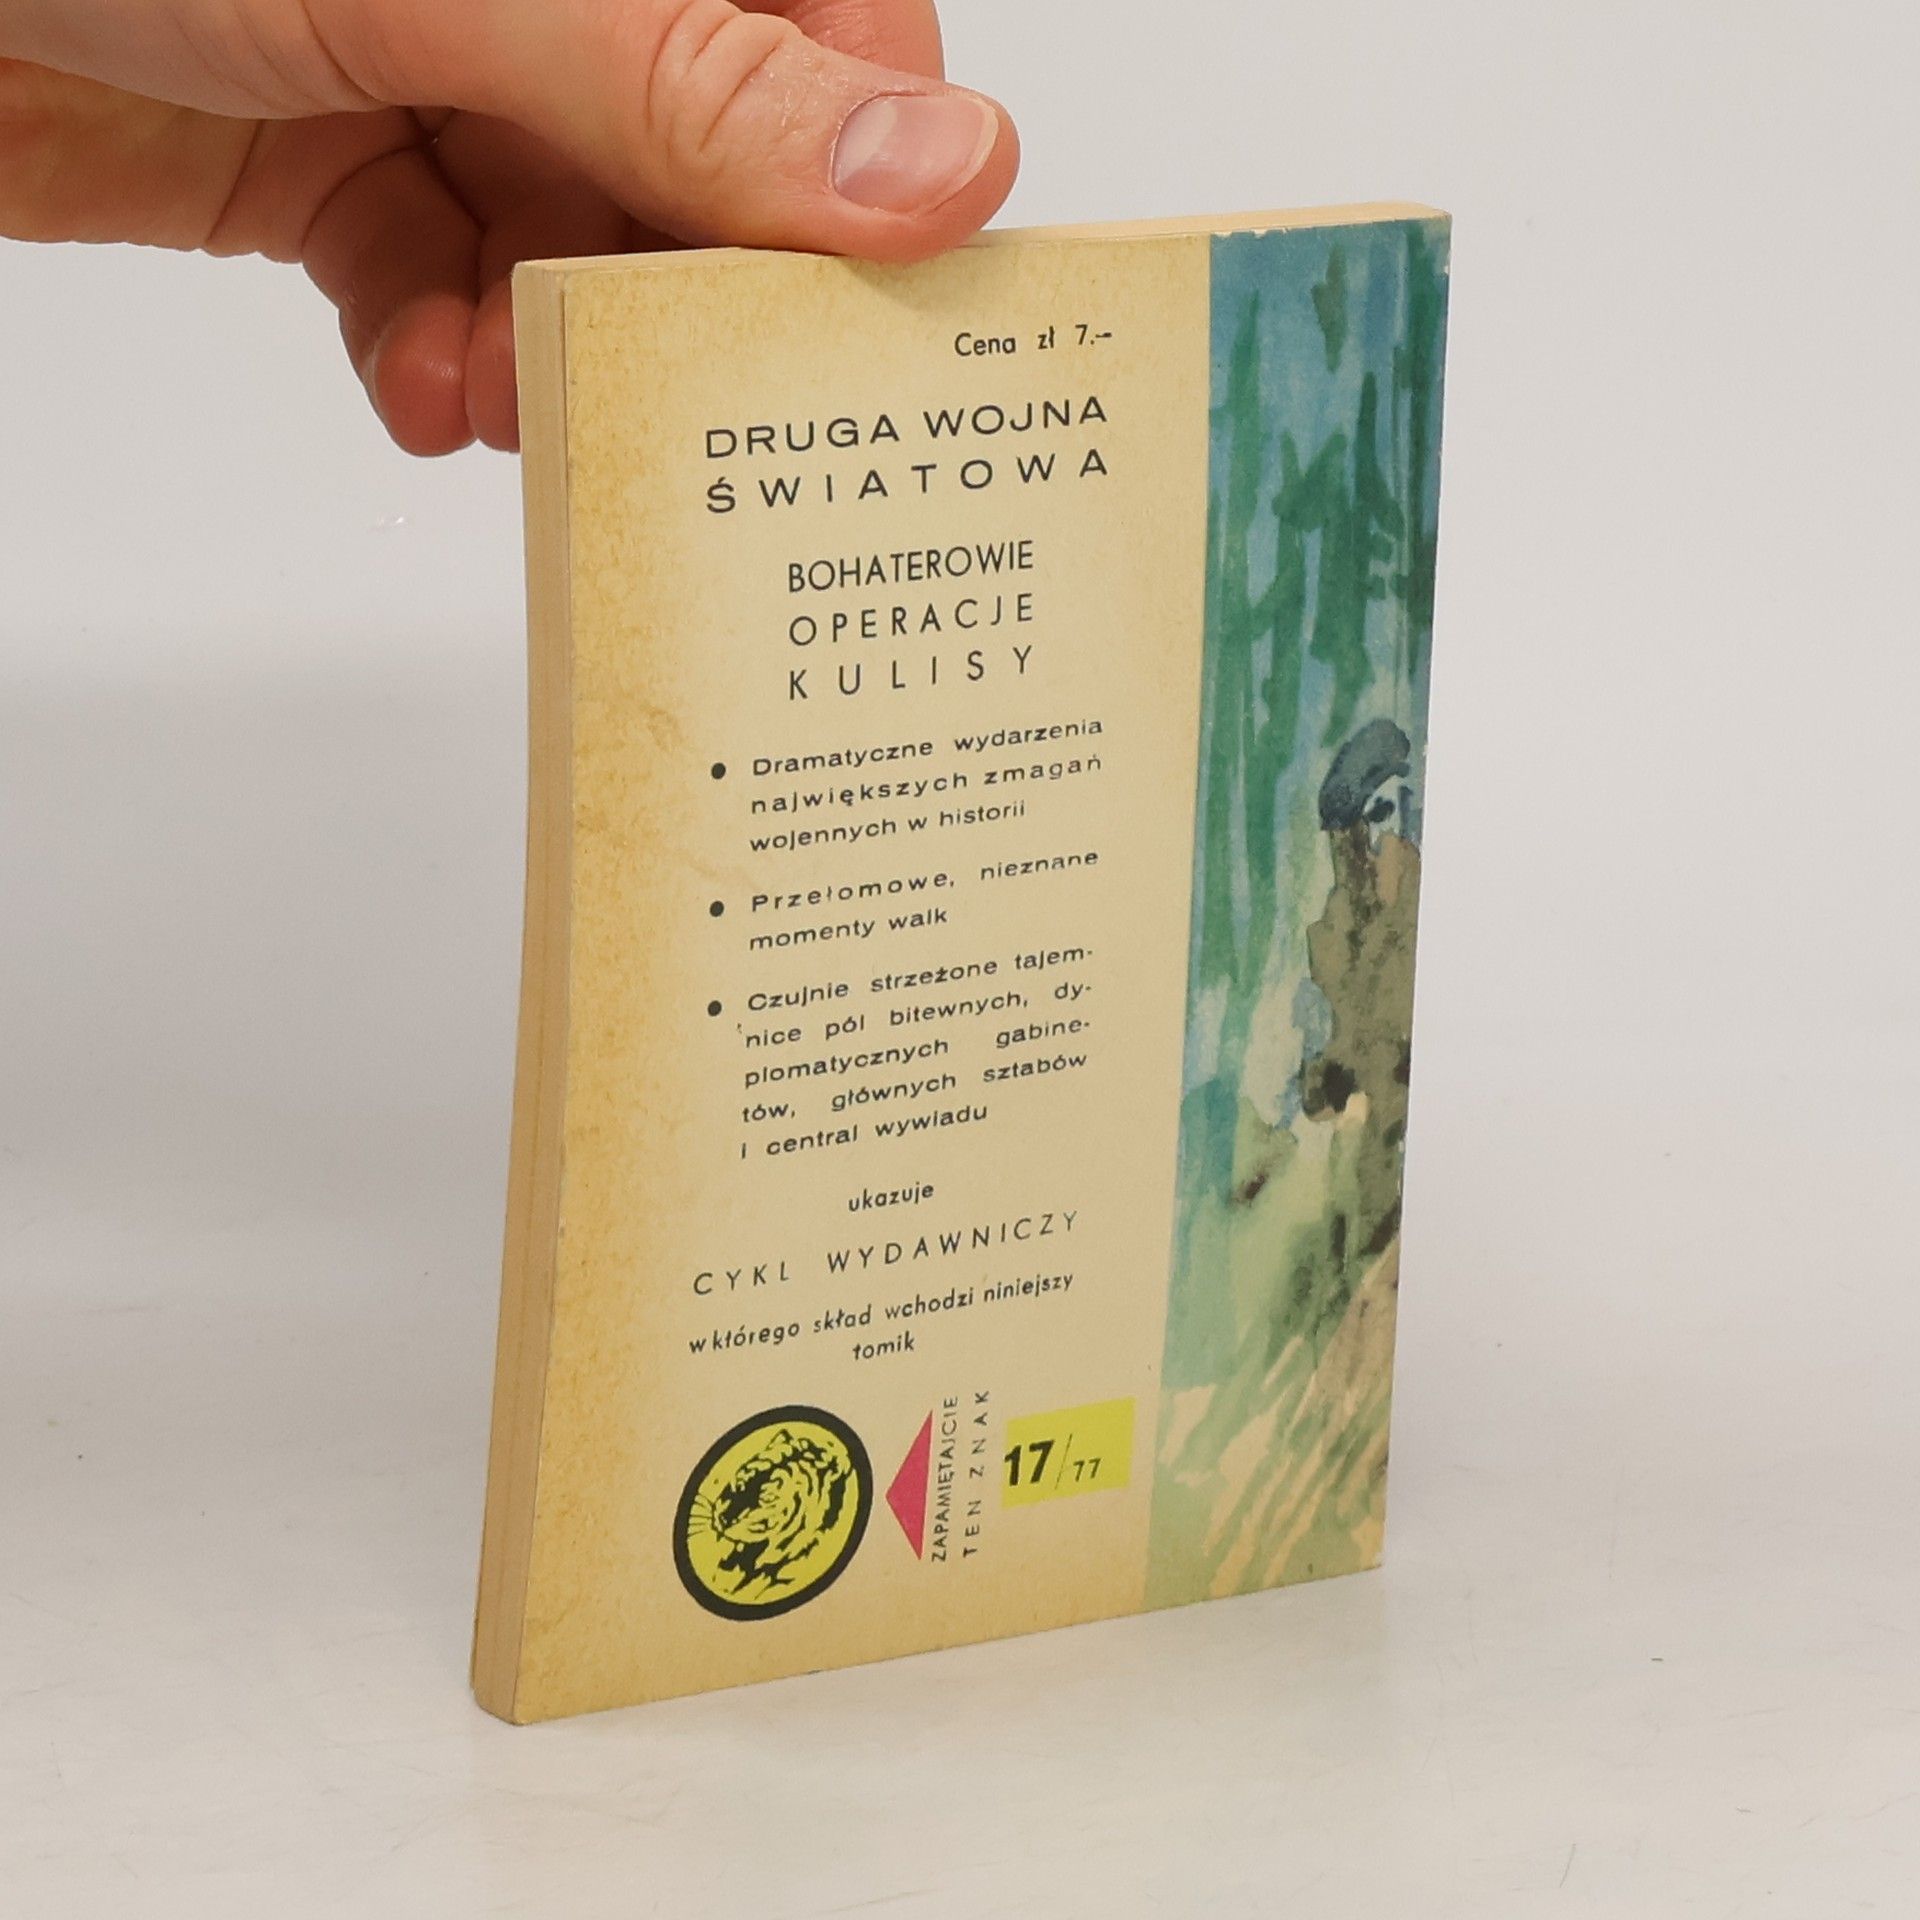 Cena zł 7.—
DRUGA WOJNA
ŚWIATOWA
BOHATEROWIE
OPERACJE
KULISY
● Dramatyczne wydarzenia
największych zmagań
wojennych w historii
● Przełomowe, nieznane
momenty walk
● Czujnie strzeżone tajem-
nice pól bitewnych, dy-
plomatycznych gabine-
tów, głównych sztabów
i central wywiadu
ukazuje
CYKL WYDAWNICZY
w którego skład wchodzi niniejszy
tomik
ZAPAMIĘTAJCIE
TEN ZNAK
17/77